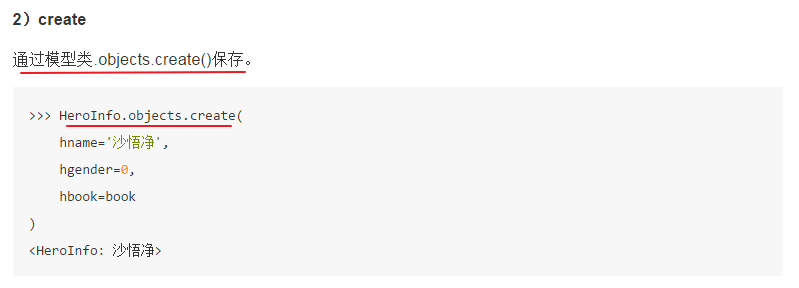 2）create
通过模型类.objects.create()保存。
>>> HeroInfo.objects.create(
    hname='沙悟净',
    hgender=0,
    hbook=book
)
<HeroInfo: 沙悟净>